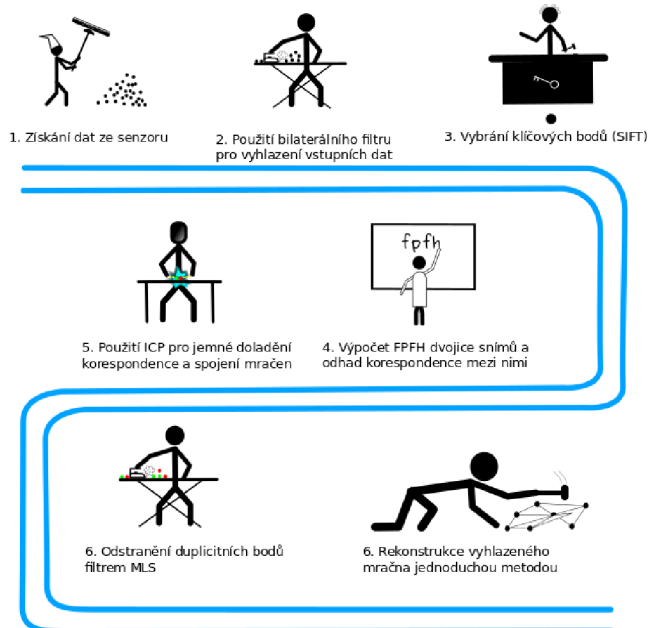 1. Získání dat ze senzoru
2. Použití bilaterálního filtru
pro vyhlazení vstupních dat
3. Vybrání klíčových bodů (SIFT)
fpfh
5. Použití ICP pro jemné doladění
korespondence a spojení mračen
4. Výpočet FPFH dvojice snímů a
odhad korespondence mezi nimi
6. Odstranění duplicitních bodů
filtrem MLS
6. Rekonstrukce vyhlazeného
mračna jednoduchou metodou